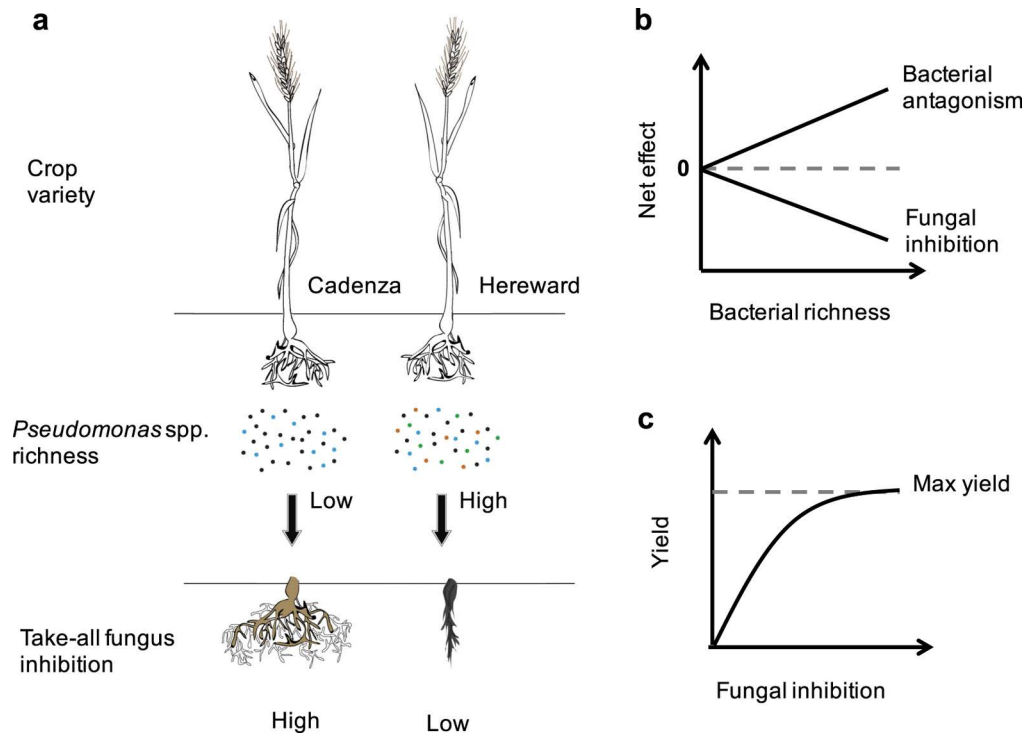 a
Crop
variety
Cadenza
Hereward
Pseudomonas spp.
richness
Low
High
Take-all fungus
inhibition
High
Low
b
Net effect
0
Bacterial
antagonism
Fungal
inhibition
Bacterial richness
c
Yield
Max yield
Fungal inhibition